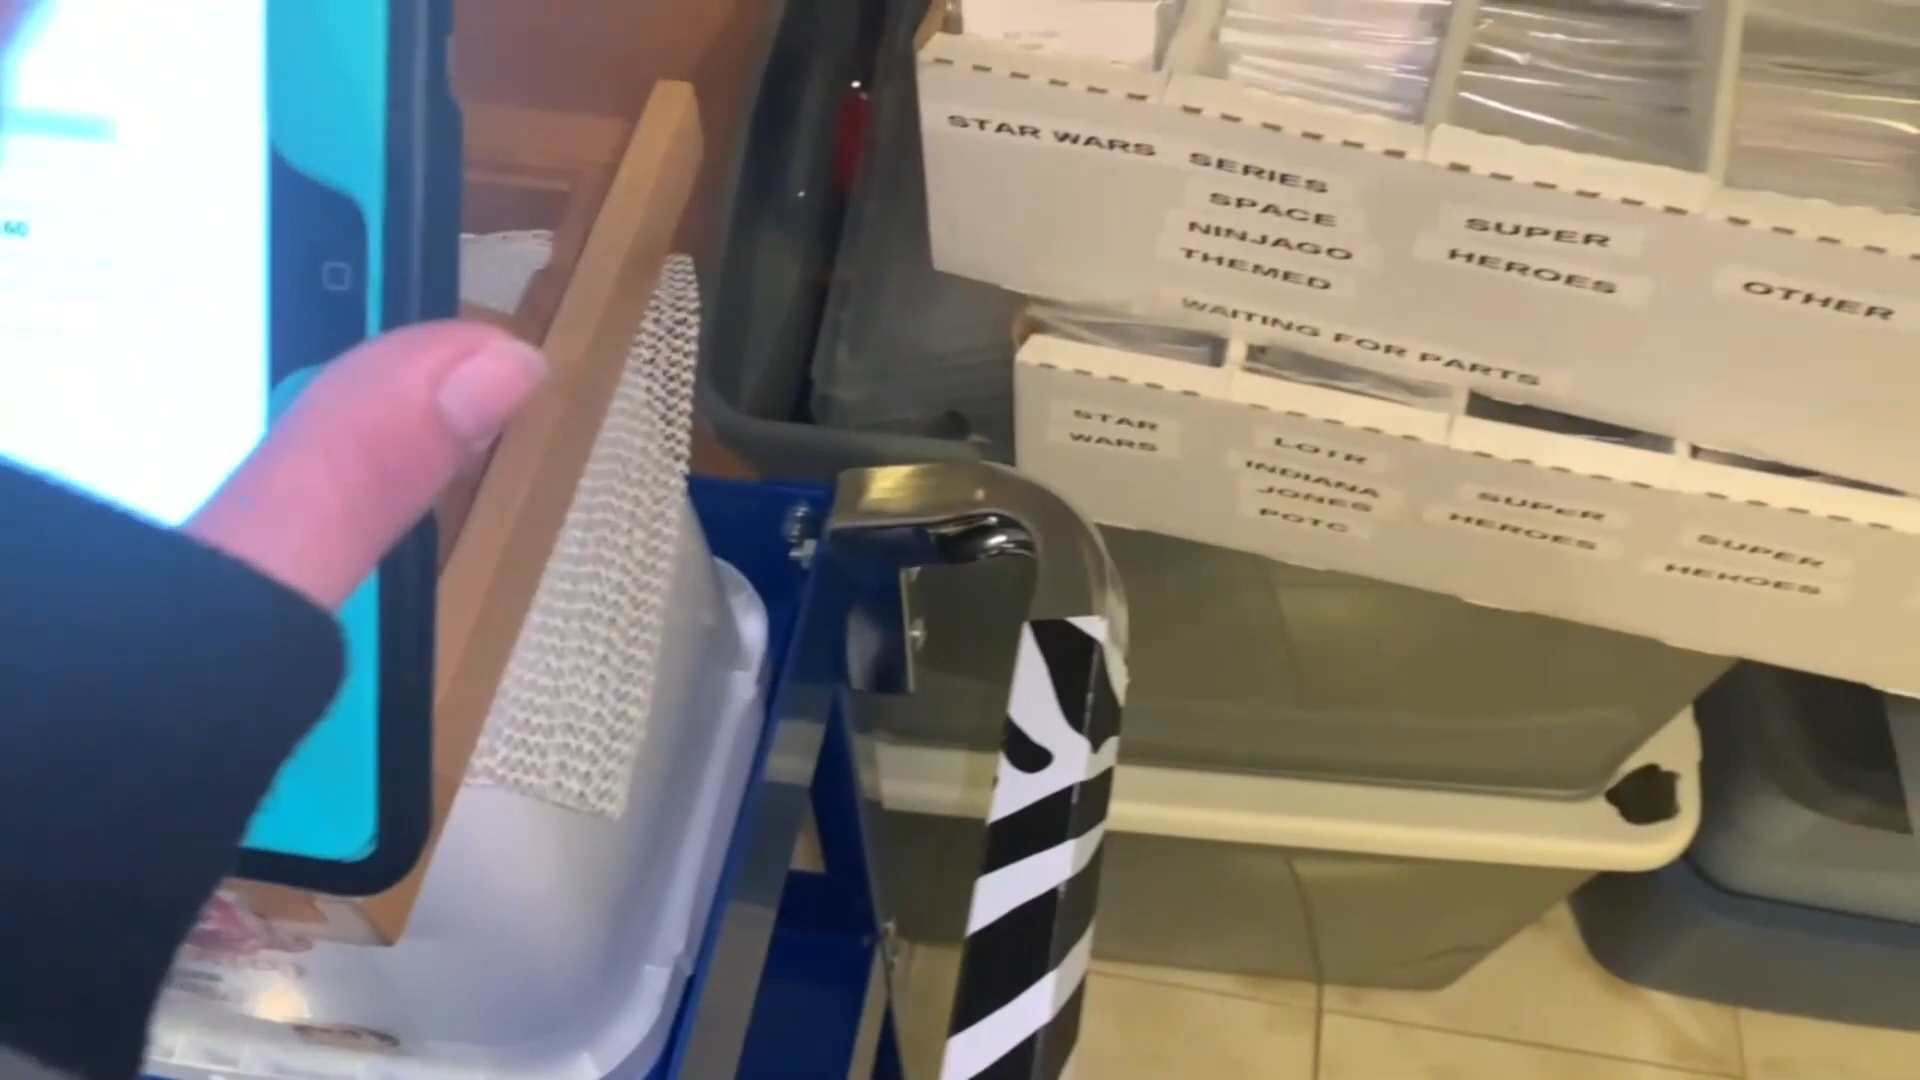 STAR WARS
SERIES
SPACE
NINJAGO
THEMED
SUPER
HEROES
OTHER
WAITING FOR PARTS
STAR
WARS
LOTR
INDIANA
JONES
POTC
SUPER
HEROES
SUPER
HEROES
.60